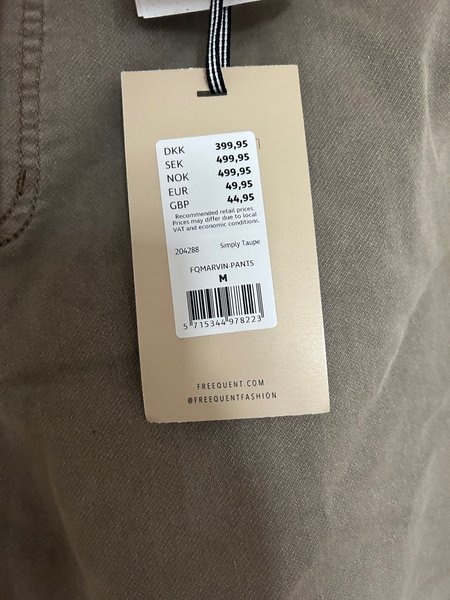 DKK 399,95
SEK 499,95
NOK 499,95
EUR 49,95
GBP 44,95
Recommended retail prices.
Prices may differ due to local
VAT and economic conditions.
204288 Simply Taupe
FQMARVIN-PANTS
M
5 715344 978223
FREEQUENT.COM
@FREEQUENTFASHION